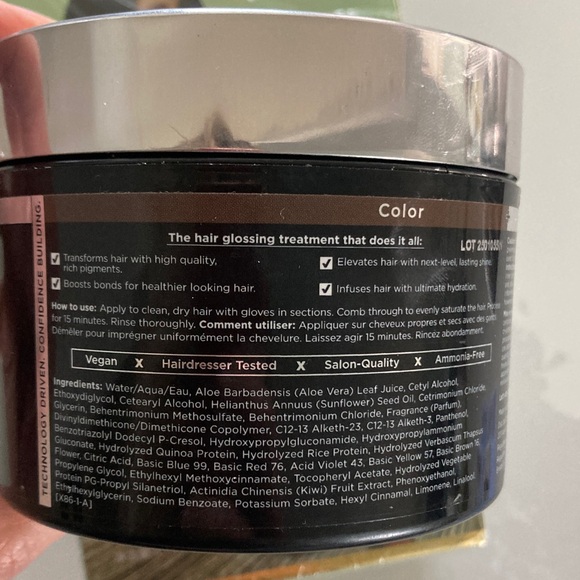 Color
The hair glossing treatment that does it all:
LOT
Transforms hair with high quality,
rich pigments.
Elevates hair with next-level, lasting shine.
Boosts bonds for healthier looking hair.
Infuses hair with ultimate hydration.
How to use: Apply to clean, dry hair with gloves in sections. Comb through to evenly saturate the hair.
for 15 minutes. Rinse thoroughly. Comment utiliser: Appliquer sur cheveux propres et secs avec des gants.
Démêler pour imprégner uniformément la chevelure. Laissez agir 15 minutes. Rincez abondamment.
Vegan X Hairdresser Tested X Salon-Quality X Ammonia-Free
Ingredients: Water/Aqua/Eau, Aloe Barbadensis (Aloe Vera) Leaf Juice, Cetyl Alcohol,
Ethoxydiglycol, Cetearyl Alcohol, Helianthus Annuus (Sunflower) Seed Oil, Cetrimonium Chloride,
Glycerin, Behentrimonium Methosulfate, Behentrimonium Chloride, Fragrance (Parfum),
Divinyldimethicone/Dimethicone Copolymer, C12-13 Alketh-23, C12-13 Alketh-3, Panthenol,
Benzotriazolyl Dodecyl P-Cresol, Hydroxypropylgluconamide, Hydroxypropylammonium
Gluconate, Hydrolyzed Quinoa Protein, Hydrolyzed Rice Protein, Hydrolyzed Verbascum Thapsus
Flower, Citric Acid, Basic Blue 99, Basic Red 76, Acid Violet 43, Basic Yellow 57, Basic Brown 16,
Propylene Glycol, Ethylhexyl Methoxycinnamate, Tocopheryl Acetate, Hydrolyzed Vegetable
Protein PG-Propyl Silanetriol, Actinidia Chinensis (Kiwi) Fruit Extract, Phenoxyethanol,
Ethylhexylglycerin, Sodium Benzoate, Potassium Sorbate, Hexyl Cinnamal, Limonene, Linalool.
[X86-1-A]
TECHNOLOGY DRIVEN. CONFIDENCE BUILDING.